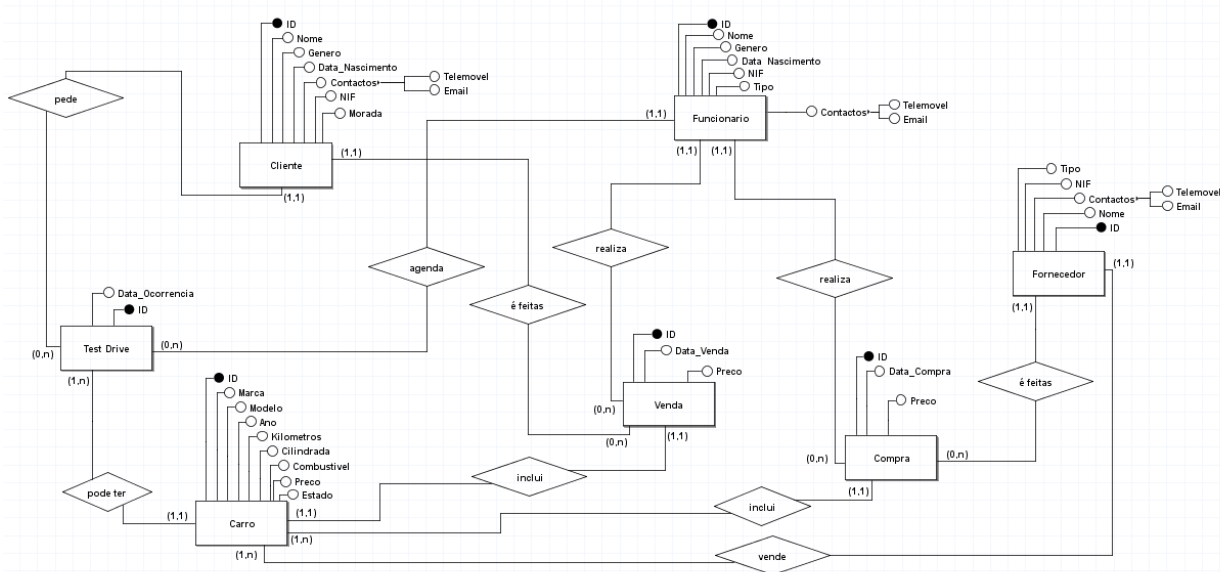 ID
Nome
Genero
Data_Nascimento
Contactos
Telemovel
Email
NIF
Morada
Cliente
(1,1)
(1,1)
pede
ID
Nome
Genero
Data Nascimento
NIF
Tipo
(1,1)
Funcionario
Contactos
Telemovel
Email
(1,1)
(1,1)
Tipo
NIF
Contactos
Telemovel
Email
Nome
ID
Fornecedor
(1,1)
(1,1)
realiza
agenda
realiza
é feitas
Data_Ocorrencia
ID
Test Drive
(0,n)
(0,n)
(1,n)
ID
Data_Venda
Preco
Venda
(0,n)
(0,n)
(1,1)
ID
Data_Compra
Preco
Compra
(0,n)
(0,n)
(1,1)
é feitas
ID
Marca
Modelo
Ano
Kilometros
Cilindrada
Combustivel
Preco
Estado
Carro
(1,1)
(1,1)
(1,n)
(1,n)
pode ter
inclui
inclui
vende